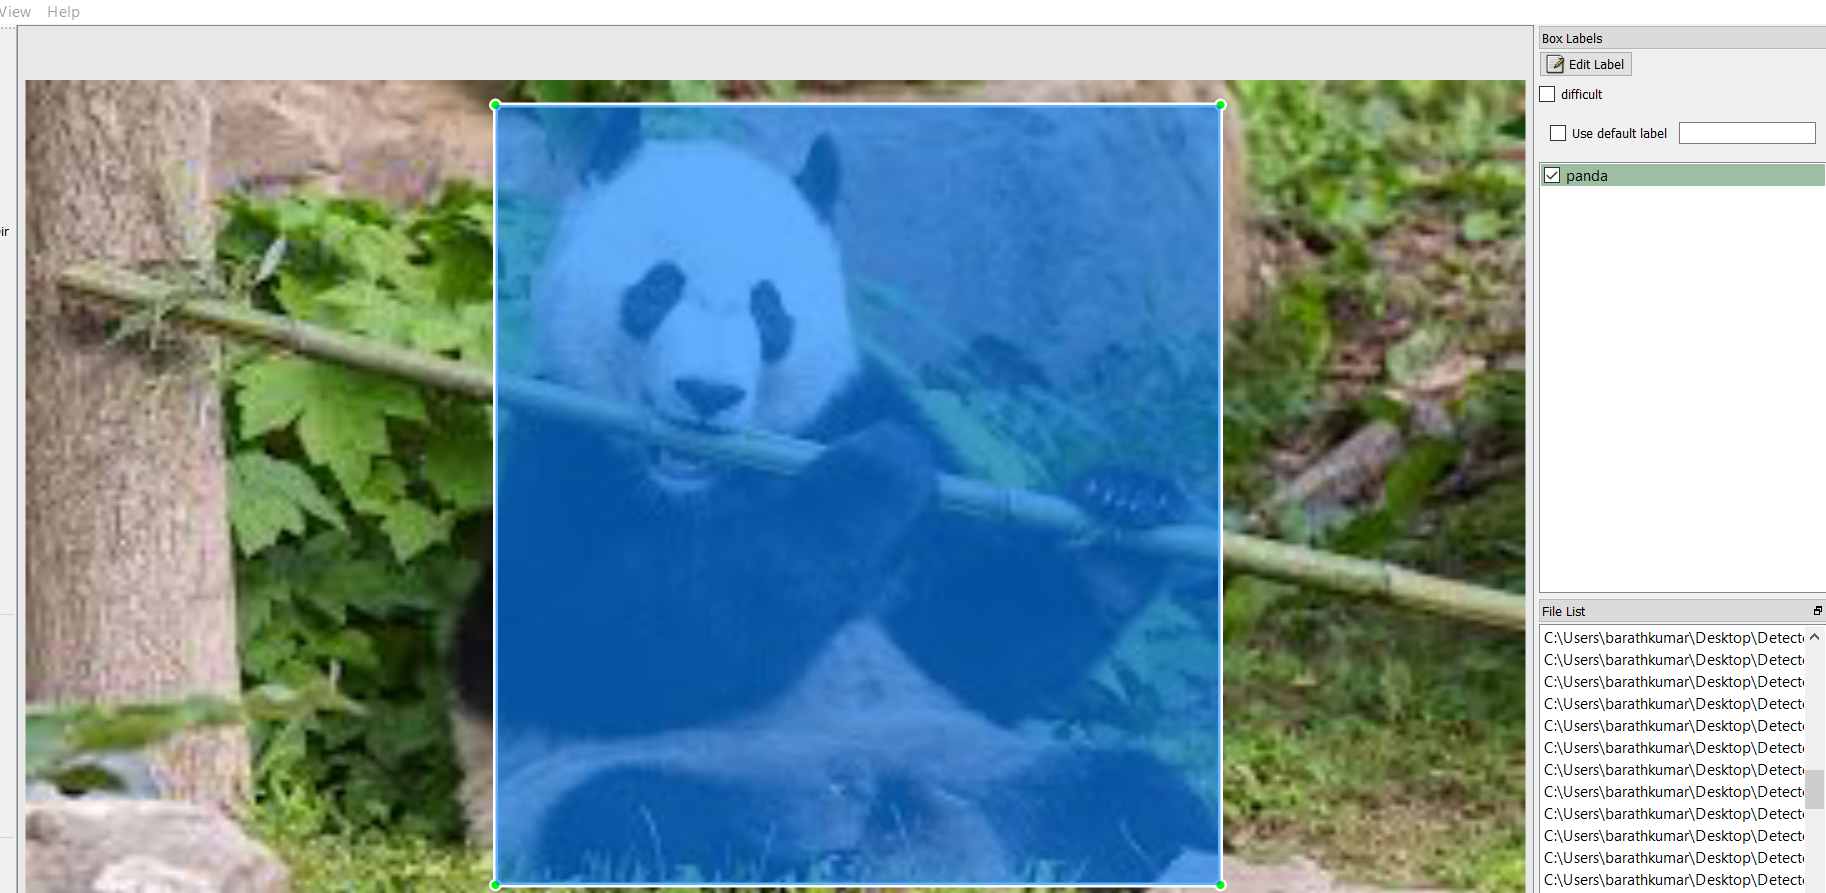 View Help
Box Labels
Edit Label
difficult
Use default label
panda
ir
File List
C:\Users\barathkumar\Desktop\Detect
C:\Users\barathkumar\Desktop\Detect
C:\Users\barathkumar\Desktop\Detect
C:\Users\barathkumar\Desktop\Detect
C:\Users\barathkumar\Desktop\Detect
C:\Users\barathkumar\Desktop\Detect
C:\Users\barathkumar\Desktop\Detect
C:\Users\barathkumar\Desktop\Detect
C:\Users\barathkumar\Desktop\Detect
C:\Users\barathkumar\Desktop\Detect
C:\Users\barathkumar\Desktop\Detect
C:\Users\barathkumar\Desktop\Detect